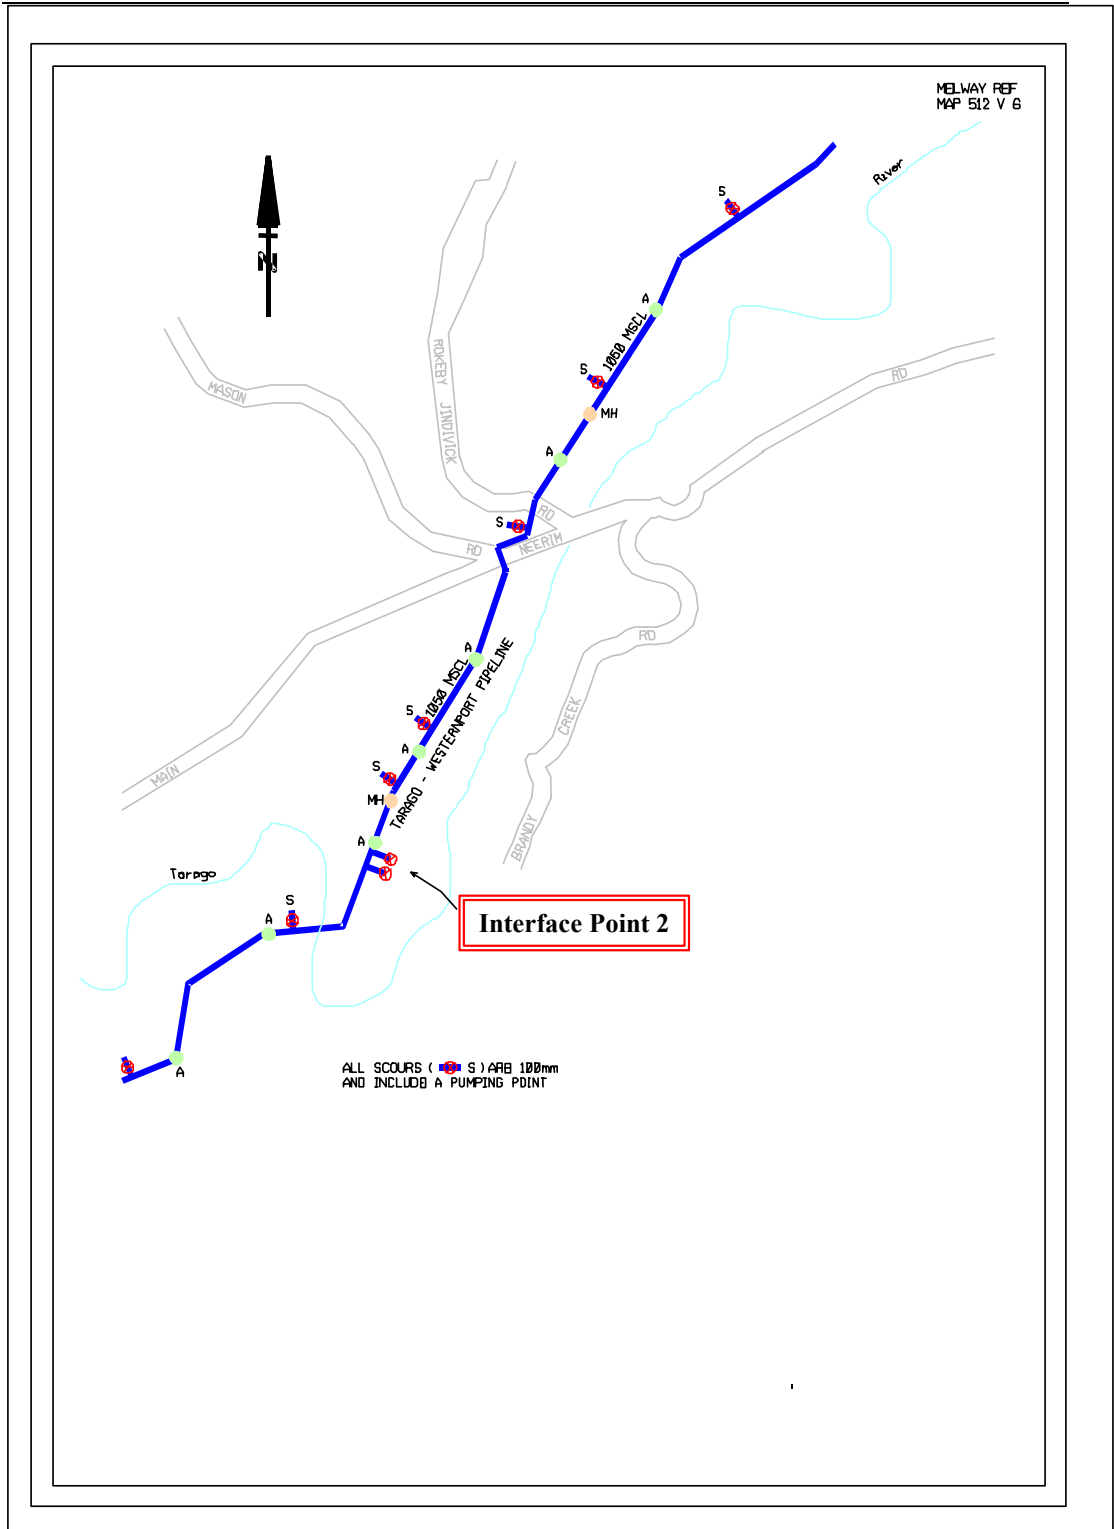 MELWAY REF
MAP 512 V 6
River
S
N
A
1050 MSCL
S
MH
ROKEBY JINDIVICK
RD
MASON
RD
A
S
RD
NEERIM
RD
A
1050 MSCL
S
TARAGO - WESTERNPORT PIPELINE
A
CREEK
S
MAIN
MH
BRANDY
A
Tarago
S
A
Interface Point 2
A
ALL SCOURS ( S ) ARE 100mm
AND INCLUDE A PUMPING POINT